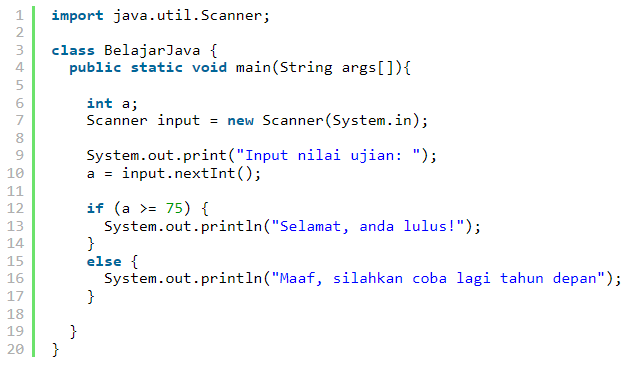 1 import java.util.Scanner;
2
3 class BelajarJava {
4   public static void main(String args[]){
5
6     int a;
7     Scanner input = new Scanner(System.in);
8
9     System.out.print("Input nilai ujian: ");
10     a = input.nextInt();
11
12     if (a >= 75) {
13       System.out.println("Selamat, anda lulus!");
14     }
15     else {
16       System.out.println("Maaf, silahkan coba lagi tahun depan");
17     }
18
19   }
20 }